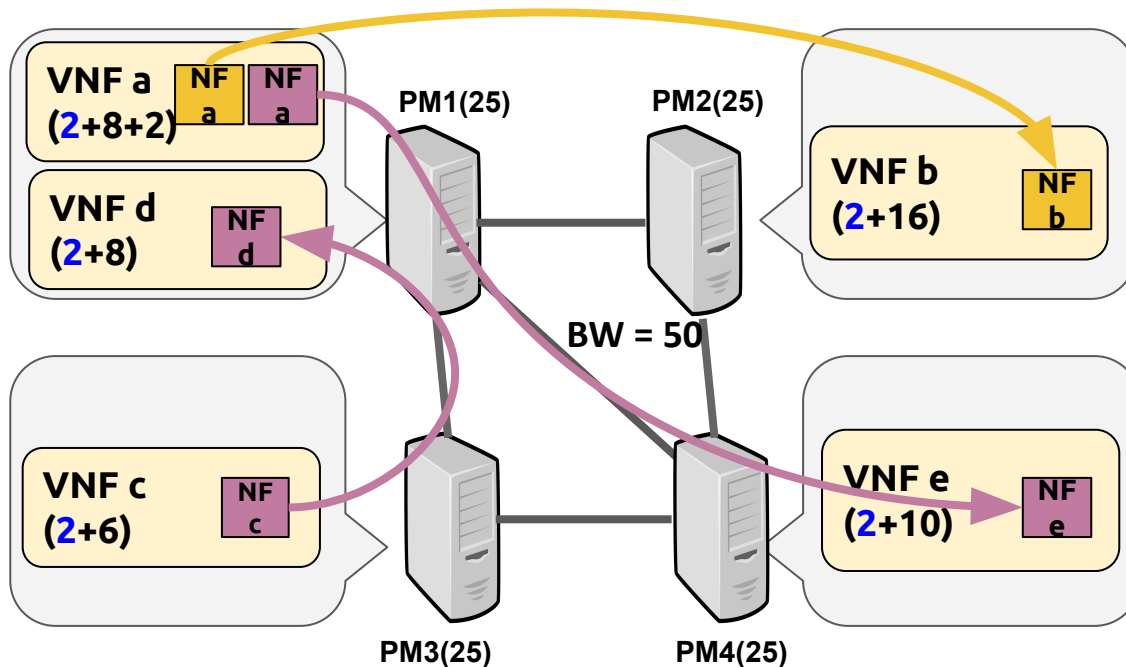 VNF a
(2+8+2)
NF
a
NF
a
VNF d
(2+8)
NF
d
PM1(25)
PM2(25)
VNF b
(2+16)
NF
b
BW = 50
VNF c
(2+6)
NF
c
VNF e
(2+10)
NF
e
PM3(25)
PM4(25)